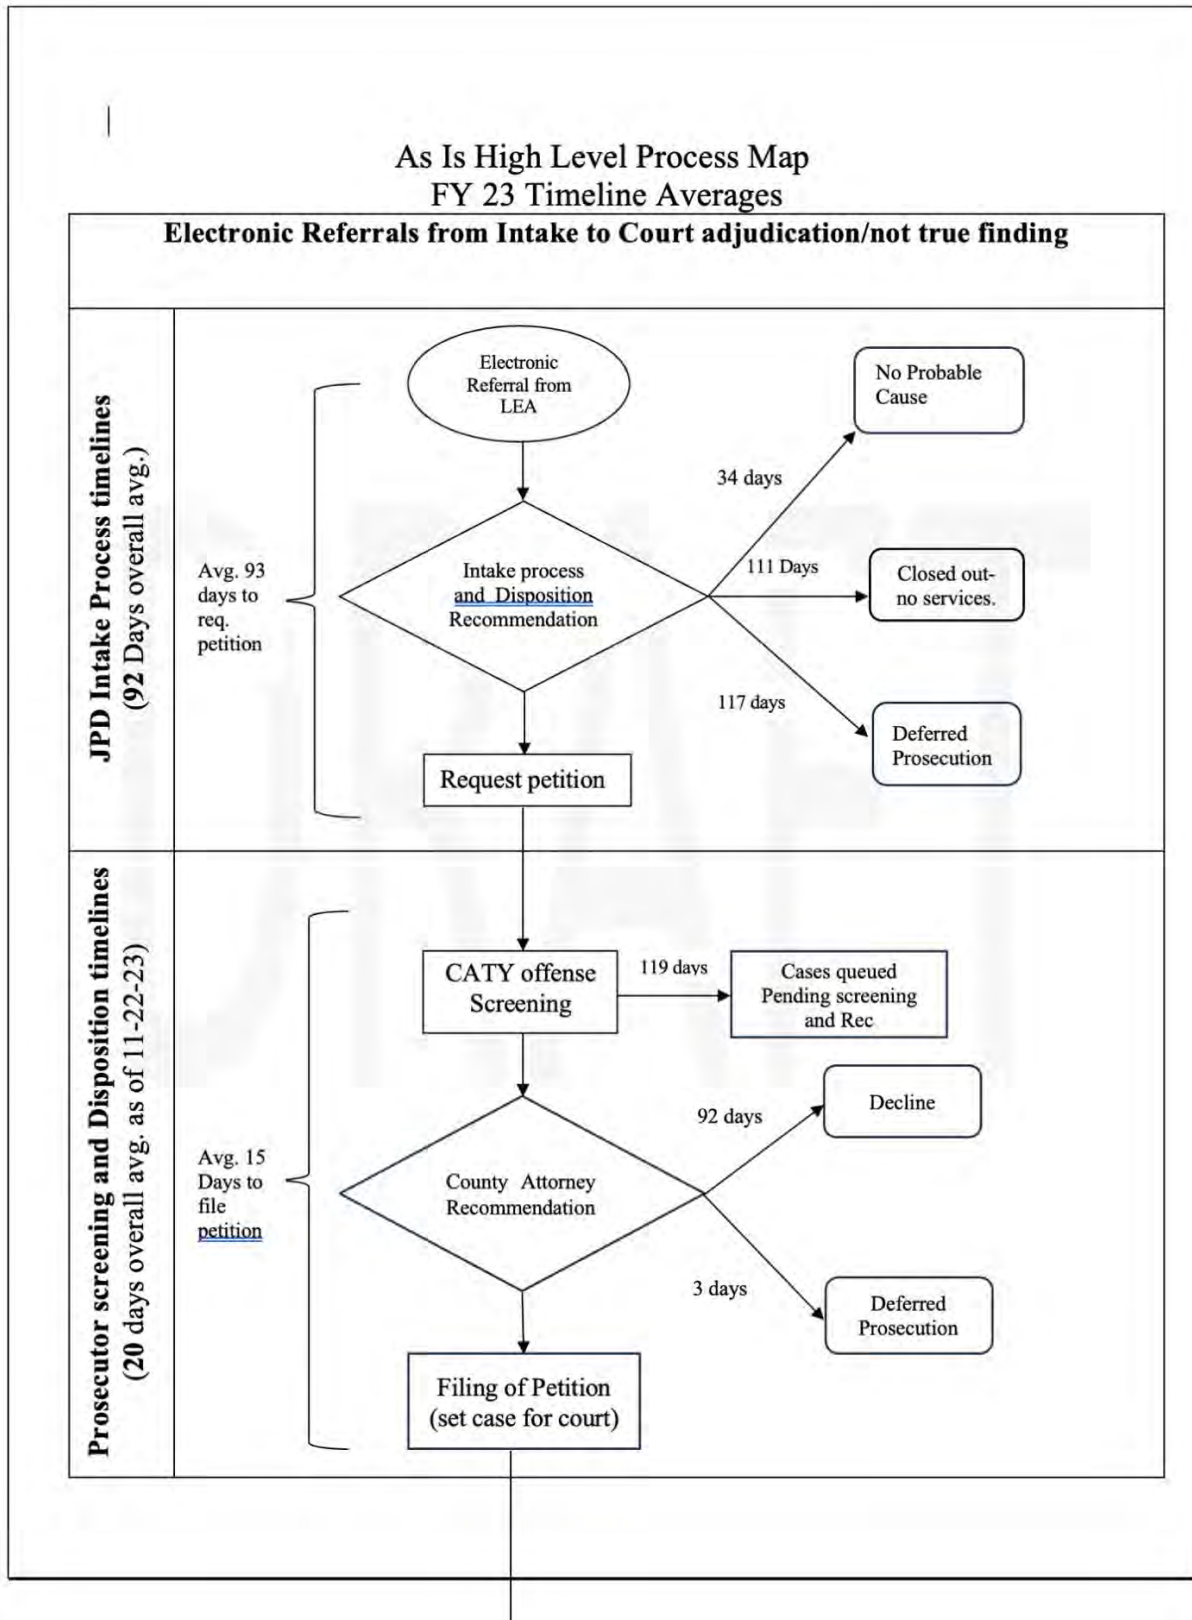 As Is High Level Process Map
FY 23 Timeline Averages
Electronic Referrals from Intake to Court adjudication/not true finding
JPD Intake Process timelines
(92 Days overall avg.)
Avg. 93
days to
req.
petition
Electronic
Referral from
LEA
Intake process
and Disposition
Recommendation
Request petition
34 days
No Probable
Cause
111 Days
Closed out-
no services.
117 days
Deferred
Prosecution
Prosecutor screening and Disposition timelines
(20 days overall avg. as of 11-22-23)
Avg. 15
Days to
file
petition
CATY offense
Screening
119 days
Cases queued
Pending screening
and Rec
County Attorney
Recommendation
92 days
Decline
3 days
Deferred
Prosecution
Filing of Petition
(set case for court)
DRAFT